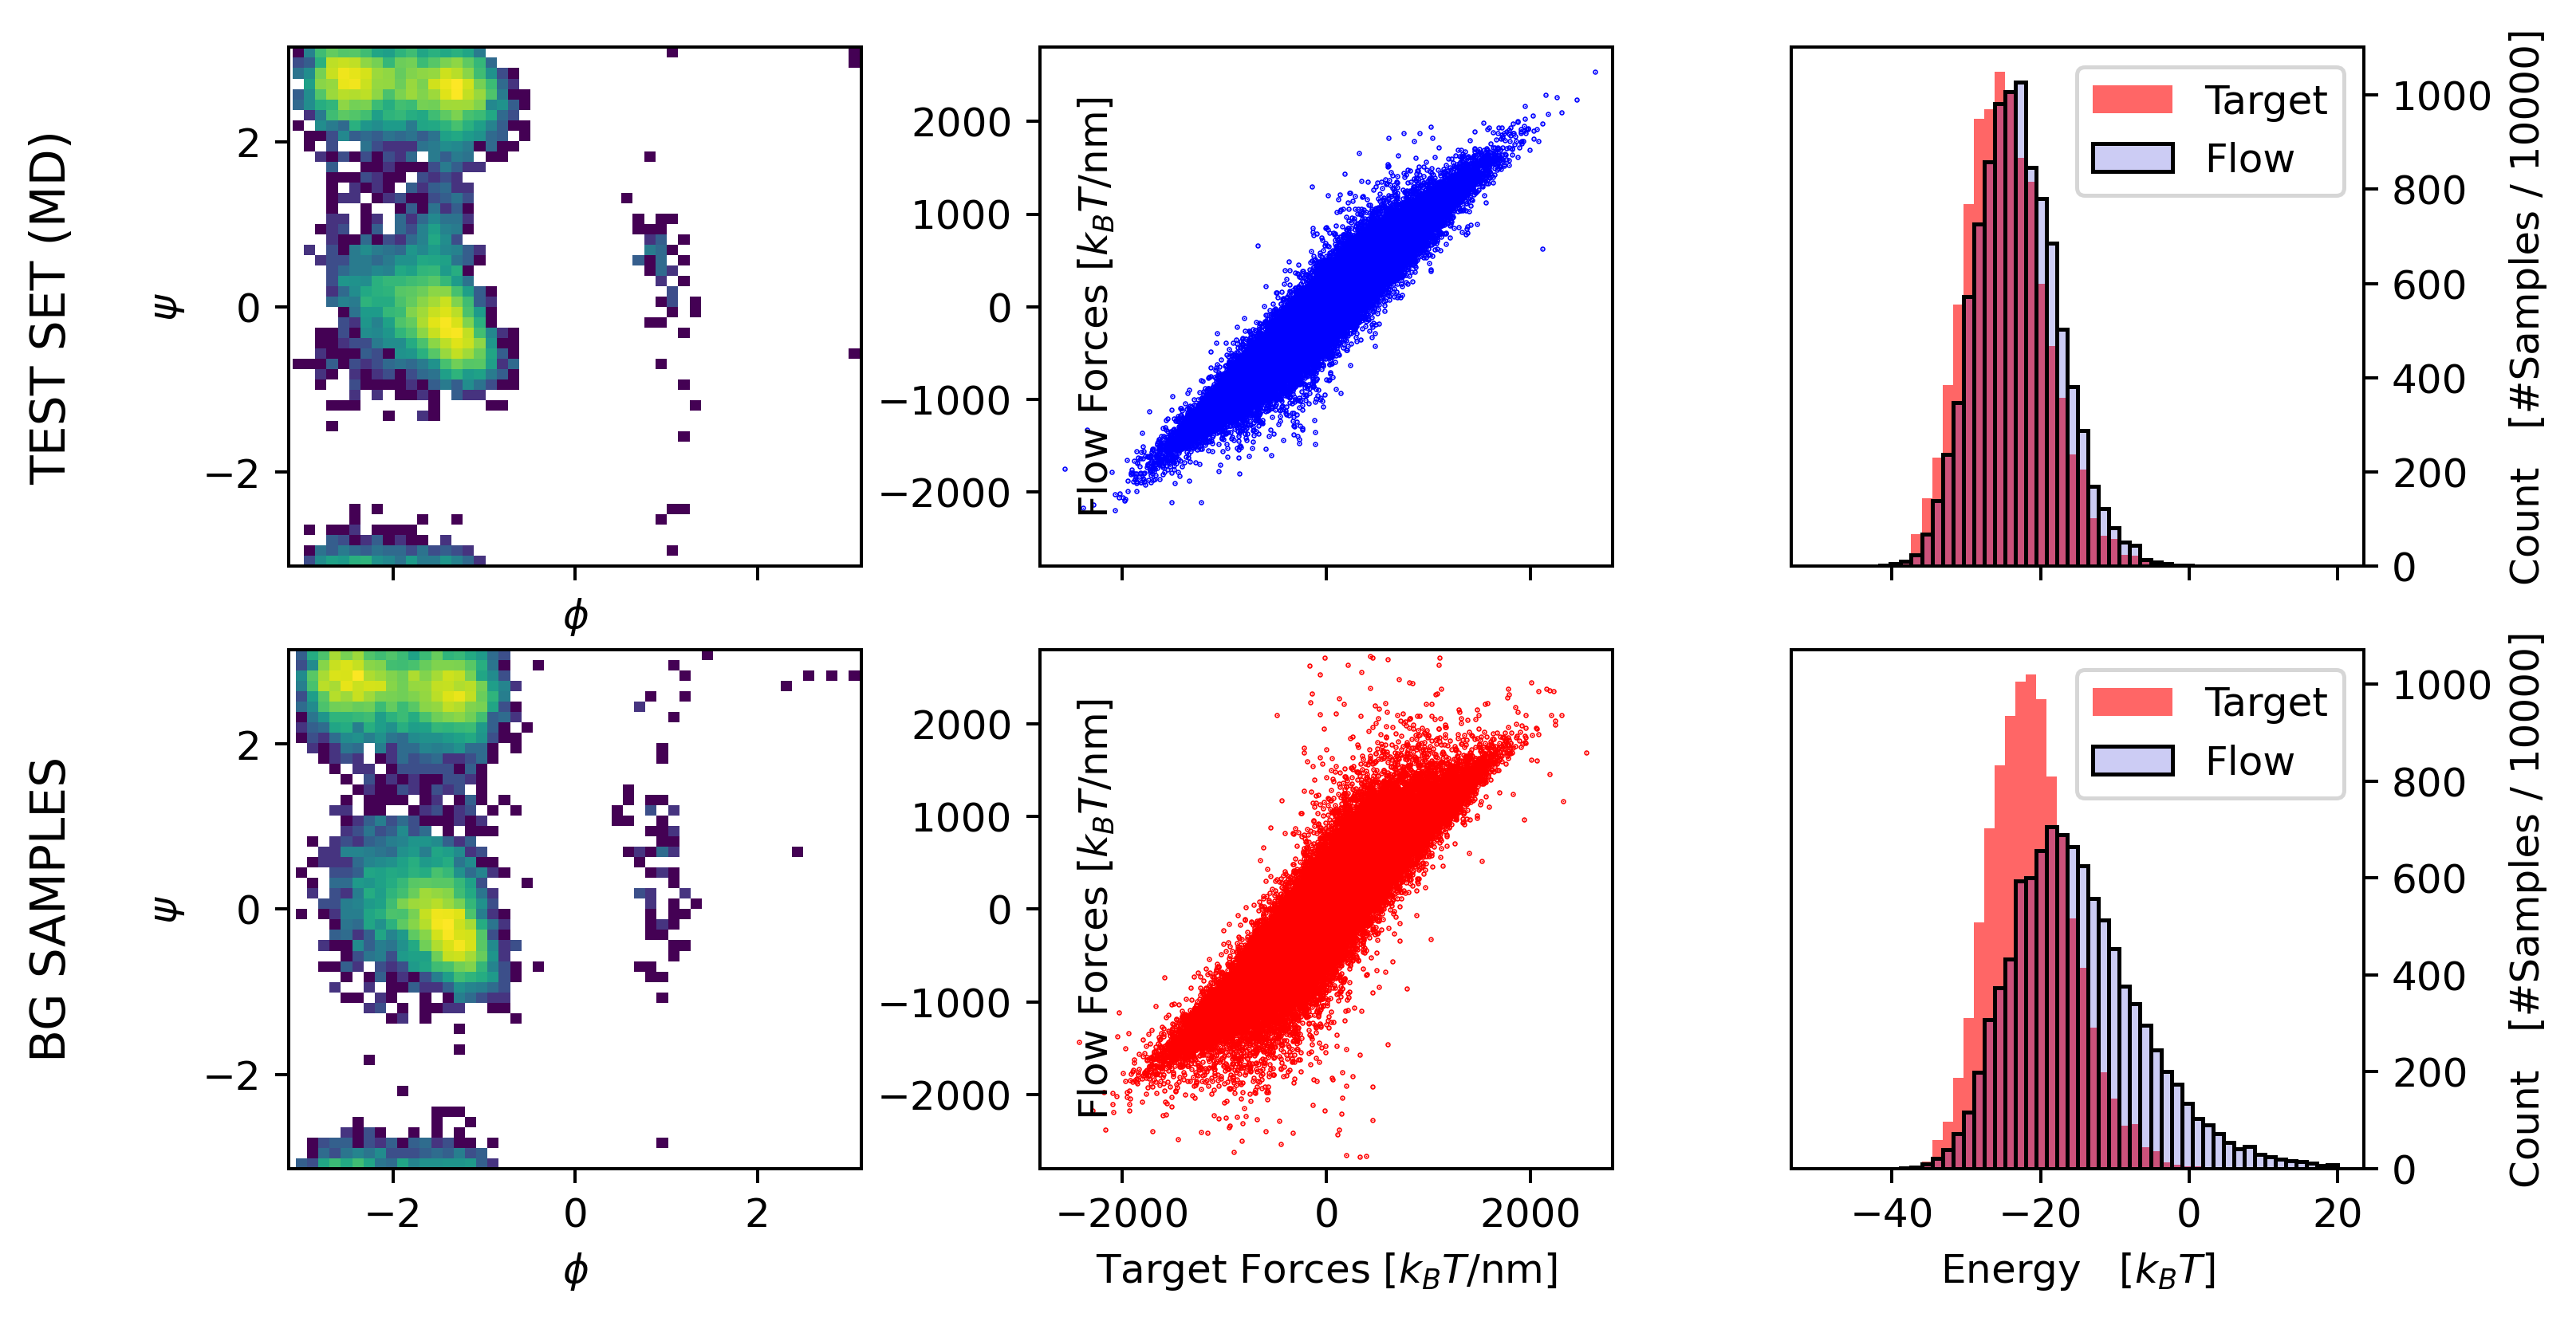 TEST SET (MD)
ψ
2
0
−2
ϕ
Flow Forces [k_BT/nm]
2000
1000
0
−1000
−2000
Target
Flow
1000
800
600
400
200
0
Count [#Samples / 10000]
BG SAMPLES
ψ
2
0
−2
−2 0 2
ϕ
Flow Forces [k_BT/nm]
2000
1000
0
−1000
−2000
−2000 0 2000
Target Forces [k_BT/nm]
Target
Flow
1000
800
600
400
200
0
Count [#Samples / 10000]
−40 −20 0 20
Energy [k_BT]